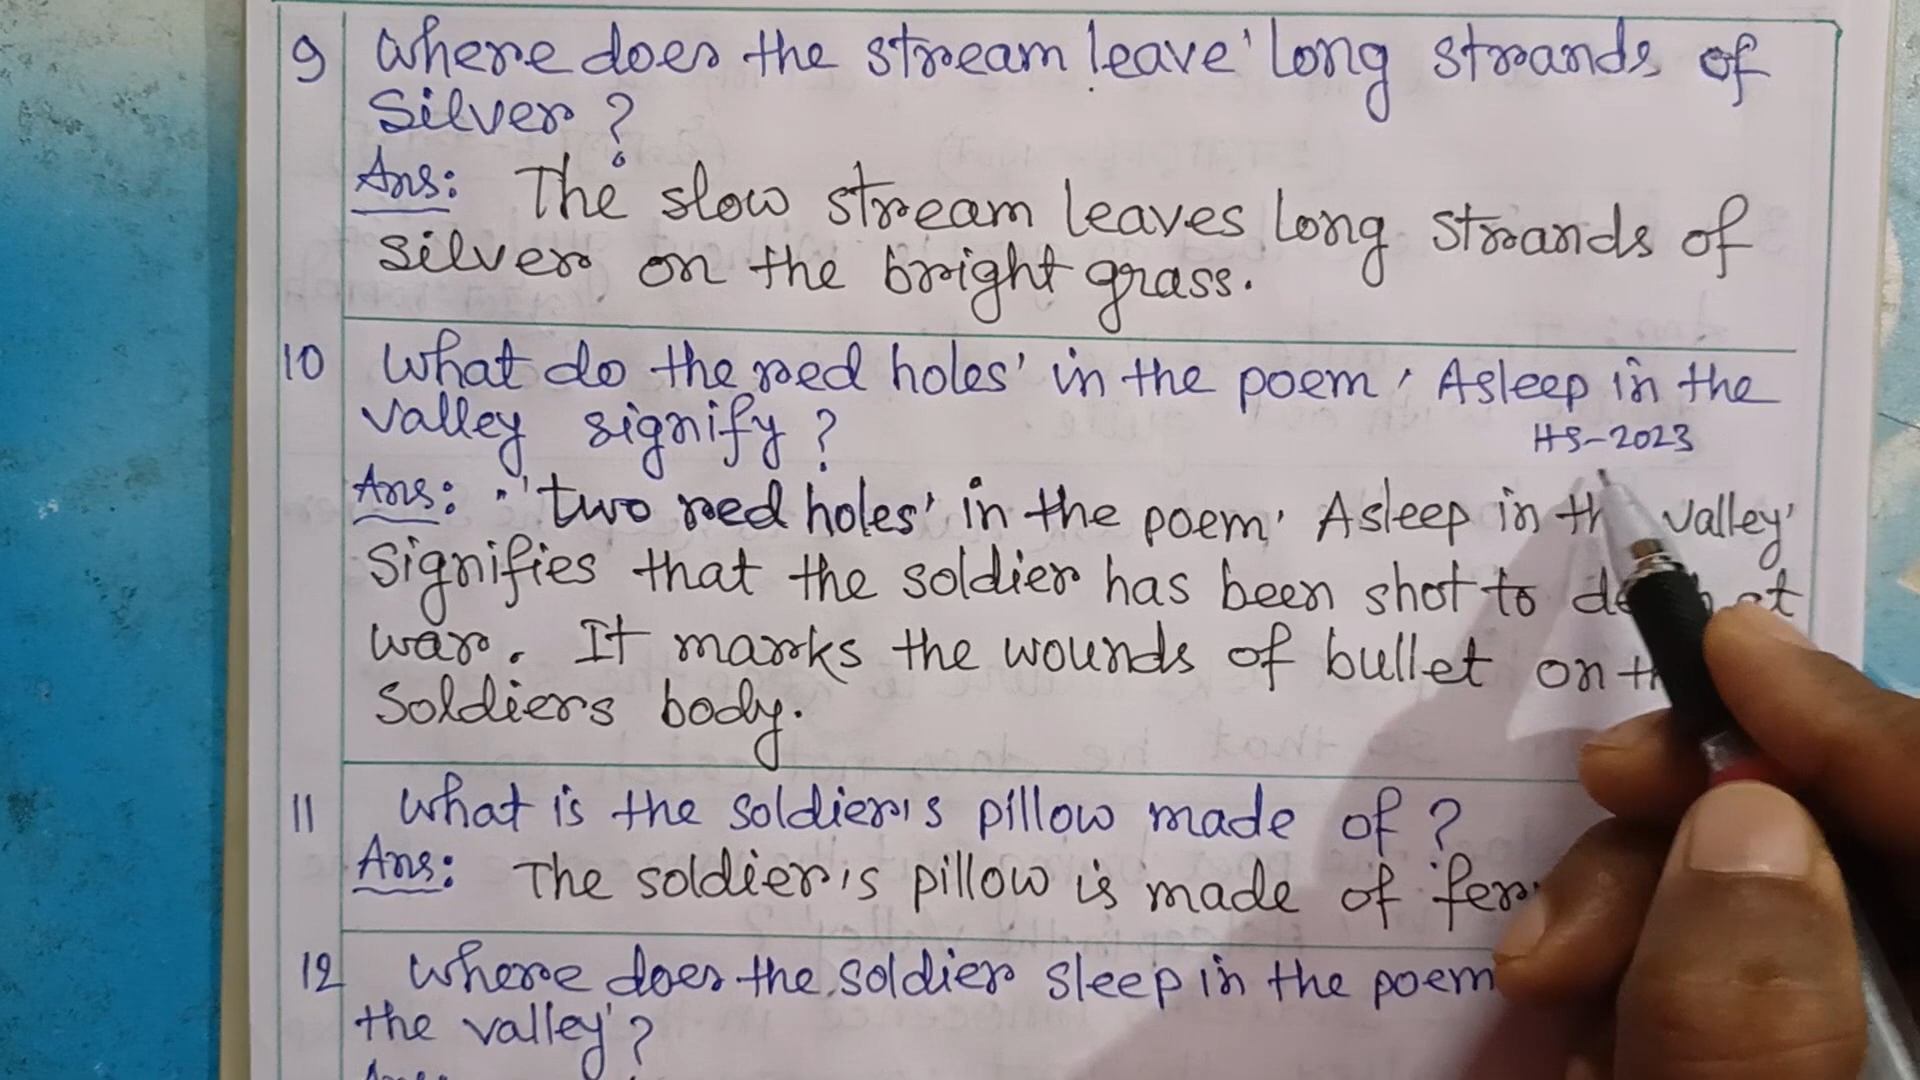 9 Where does the stream leave 'long strands of
Silver ?
Ans: The slow stream leaves long strands of
silver on the bright grass.
10 What do the red holes' in the poem ' Asleep in the
valley signify ?
HS-2023
Ans: "'two red holes' in the poem' Asleep in valley'
Signifies that the soldier has been shot to at
war. It marks the wounds of bullet on
Soldiers body.
11 What is the soldier's pillow made of ?
Ans: The soldier's pillow is made of
12 Where does the soldier sleep in the poem
the valley' ?